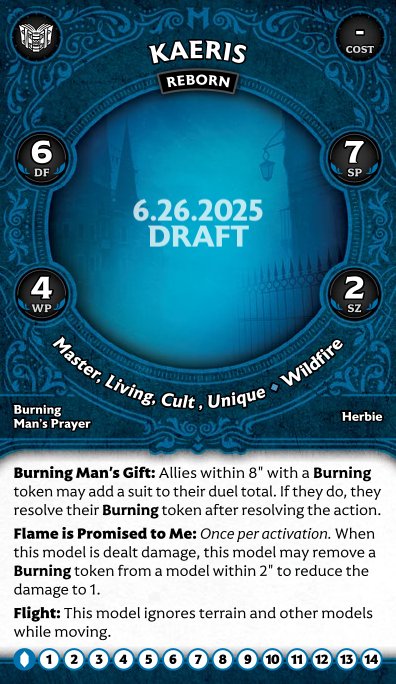 -
COST
KAERIS
REBORN
6
DF
7
SP
6.26.2025
DRAFT
4
WP
2
SZ
Master, Living, Cult , Unique ◆ Wildfire
Burning
Man's Prayer
Herbie
Burning Man's Gift: Allies within 8" with a Burning
token may add a suit to their duel total. If they do, they
resolve their Burning token after resolving the action.
Flame is Promised to Me: Once per activation. When
this model is dealt damage, this model may remove a
Burning token from a model within 2" to reduce the
damage to 1.
Flight: This model ignores terrain and other models
while moving.
1 2 3 4 5 6 7 8 9 10 11 12 13 14